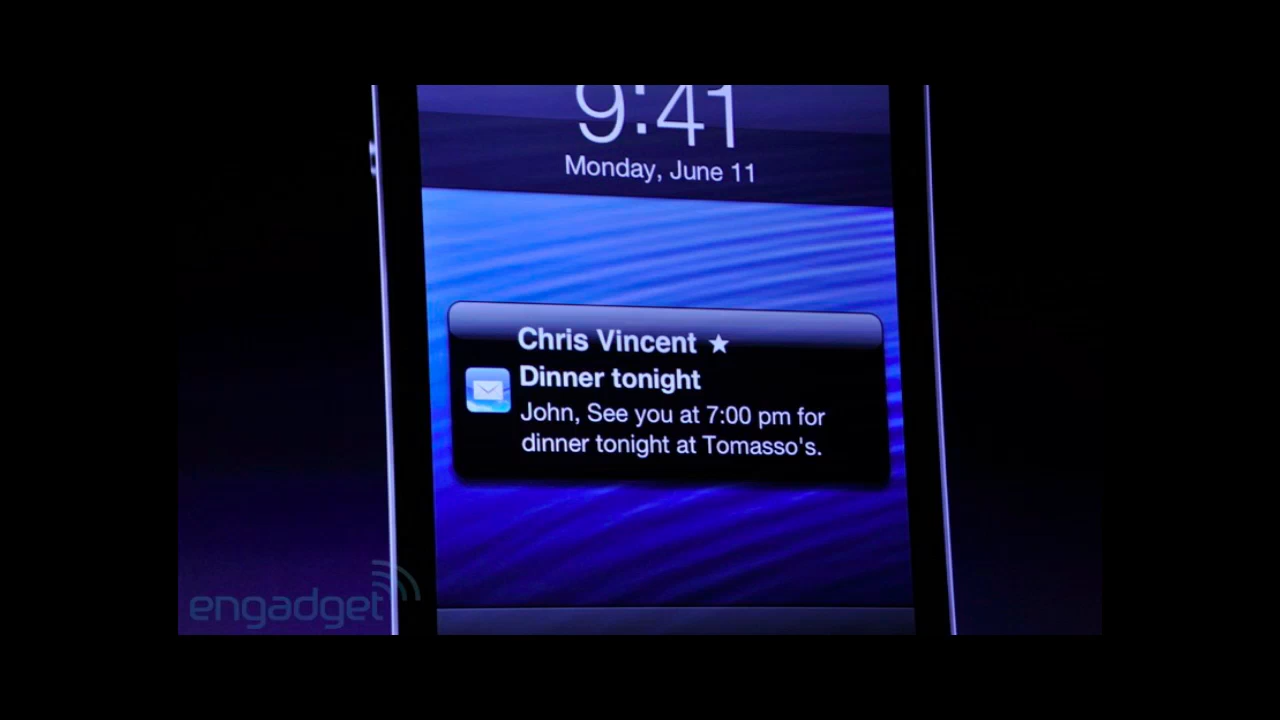 9:41
Monday, June 11
Chris Vincent ★
Dinner tonight
John, See you at 7:00 pm for
dinner tonight at Tomasso's.
engadget